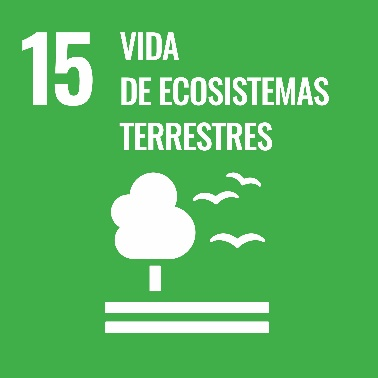 15 VIDA
DE ECOSISTEMAS
TERRESTRES